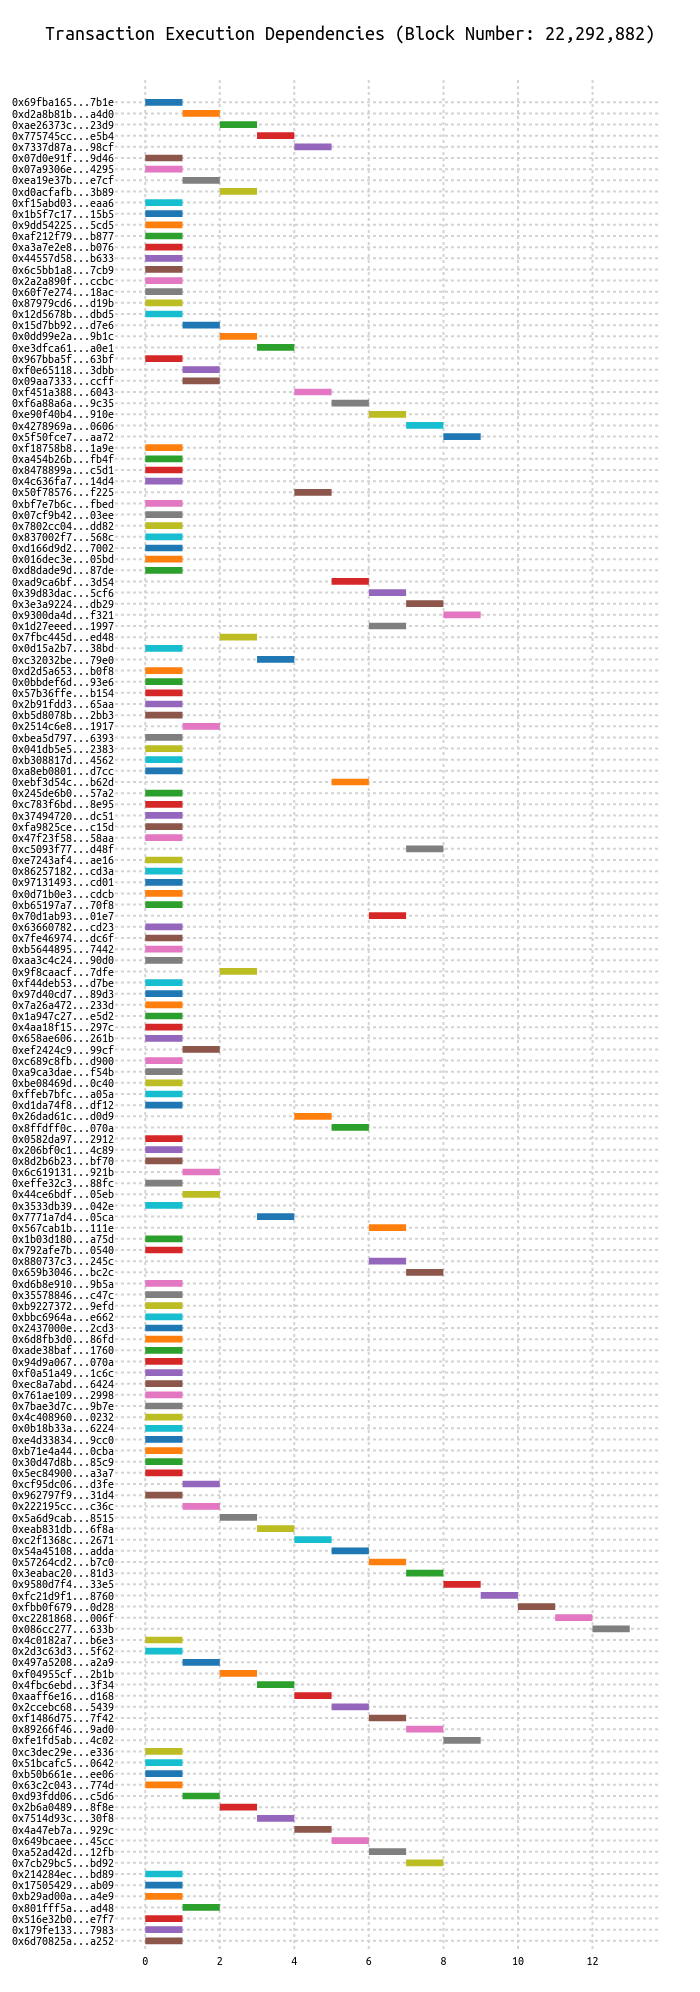 Transaction Execution Dependencies (Block Number: 22,292,882)
0x69fba165...7b1e
0xd2a8b81b...a4d0
0xae26373c...23d9
0x775745cc...e5b4
0x7337d87a...98cf
0x07d0e91f...9d46
0x07a9306e...4295
0xea19e37b...e7cf
0xd0acfafb...3b89
0xf15abd03...eaa6
0x1b5f7c17...15b5
0x9dd54225...5cd5
0xaf212f79...b877
0xa3a7e2e8...b076
0x44557d58...b633
0x6c5bb1a8...7cb9
0x2a2a890f...ccbc
0x60f7e274...18ac
0x87979cd6...d19b
0x12d5678b...dbd5
0x15d7bb92...d7e6
0x0dd99e2a...9b1c
0xe3dfca61...a0e1
0x967bba5f...63bf
0xf0e65118...3dbb
0x09aa7333...ccff
0xf451a388...6043
0xf6a88a6a...9c35
0xe90f40b4...910e
0x4278969a...0606
0x5f50fce7...aa72
0xf18758b8...1a9e
0xa454b26b...fb4f
0x8478899a...c5d1
0x4c636fa7...14d4
0x50f78576...f225
0xbf7e7b6c...fbed
0x07cf9b42...03ee
0x7802cc04...dd82
0x837002f7...568c
0xd166d9d2...7002
0x016dec3e...05bd
0xd8dade9d...87de
0xad9ca6bf...3d54
0x39d83dac...5cf6
0x3e3a9224...db29
0x9300da4d...f321
0x1d27eeed...1997
0x7fbc445d...ed48
0x0d15a2b7...38bd
0xc32032be...79e0
0xd2d5a653...b0f8
0x0bbdef6d...93e6
0x57b36ffe...b154
0x2b91fdd3...65aa
0xb5d8078b...2bb3
0x2514c6e8...1917
0xbea5d797...6393
0x041db5e5...2383
0xb308817d...4562
0xa8eb0801...d7cc
0xebf3d54c...b62d
0x245de6b0...57a2
0xc783f6bd...8e95
0x37494720...dc51
0xfa9825ce...c15d
0x47f23f58...58aa
0xc5093f77...d48f
0xe7243af4...ae16
0x86257182...cd3a
0x97131493...cd01
0x0d71b0e3...cdcb
0xb65197a7...70f8
0x70d1ab93...01e7
0x63660782...cd23
0x7fe46974...dc6f
0xb5644895...7442
0xaa3c4c24...90d0
0x9f8caacf...7dfe
0xf44deb53...d7be
0x97d40cd7...89d3
0x7a26a472...233d
0x1a947c27...e5d2
0x4aa18f15...297c
0x658ae606...261b
0xef2424c9...99cf
0xc689c8fb...d900
0xa9ca3dae...f54b
0xbe08469d...0c40
0xffeb7bfc...a05a
0xd1da74f8...df12
0x26dad61c...d0d9
0x8ffdff0c...070a
0x0582da97...2912
0x206bf0c1...4c89
0x8d2b6b23...bf70
0x6c619131...921b
0xeffe32c3...88fc
0x44ce6bdf...05eb
0x3533db39...042e
0x7771a7d4...05ca
0x567cab1b...111e
0x1b03d180...a75d
0x792afe7b...0540
0x880737c3...245c
0x659b3046...bc2c
0xd6b8e910...9b5a
0x35578846...c47c
0xb9227372...9efd
0xbbc6964a...e662
0x2437000e...2cd3
0x6d8fb3d0...86fd
0xade38baf...1760
0x94d9a067...070a
0xf0a51a49...1c6c
0xec8a7abd...6424
0x761ae109...2998
0x7bae3d7c...9b7e
0x4c408960...0232
0x0b18b33a...6224
0xe4d33834...9cc0
0xb71e4a44...0cba
0x30d47d8b...85c9
0x5ec84900...a3a7
0xcf95dc06...d3fe
0x962797f9...31d4
0x222195cc...c36c
0x5a6d9cab...8515
0xeab831db...6f8a
0xc2f1368c...2671
0x54a45108...adda
0x57264cd2...b7c0
0x3eabac20...81d3
0x9580d7f4...33e5
0xfc21d9f1...8760
0xfbb0f679...0d28
0xc2281868...006f
0x086cc277...633b
0x4c0182a7...b6e3
0x2d3c63d3...5f62
0x497a5208...a2a9
0xf04955cf...2b1b
0x4fbc6ebd...3f34
0xaaff6e16...d168
0x2ccebc68...5439
0xf1486d75...7f42
0x89266f46...9ad0
0xfe1fd5ab...4c02
0xc3dec29e...e336
0x51bcafc5...0642
0xb50b661e...ee06
0x63c2c043...774d
0xd93fdd06...c5d6
0x2b6a0489...8f8e
0x7514d93c...30f8
0x4a47eb7a...929c
0x649bcaee...45cc
0xa52ad42d...12fb
0x7cb29bc5...bd92
0x214284ec...bd89
0x17505429...ab09
0xb29ad00a...a4e9
0x801fff5a...ad48
0x516e32b0...e7f7
0x179fe133...7983
0x6d70825a...a252
0 2 4 6 8 10 12